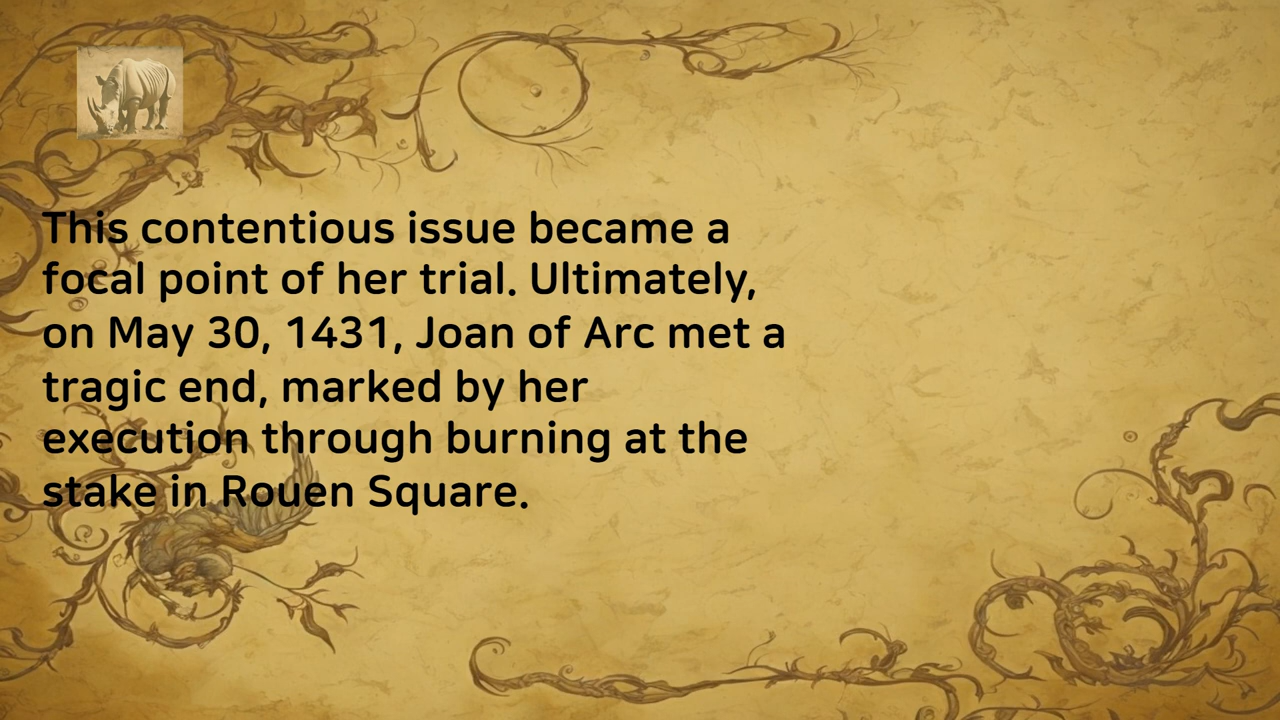 This contentious issue became a
focal point of her trial. Ultimately,
on May 30, 1431, Joan of Arc met a
tragic end, marked by her
execution through burning at the
stake in Rouen Square.